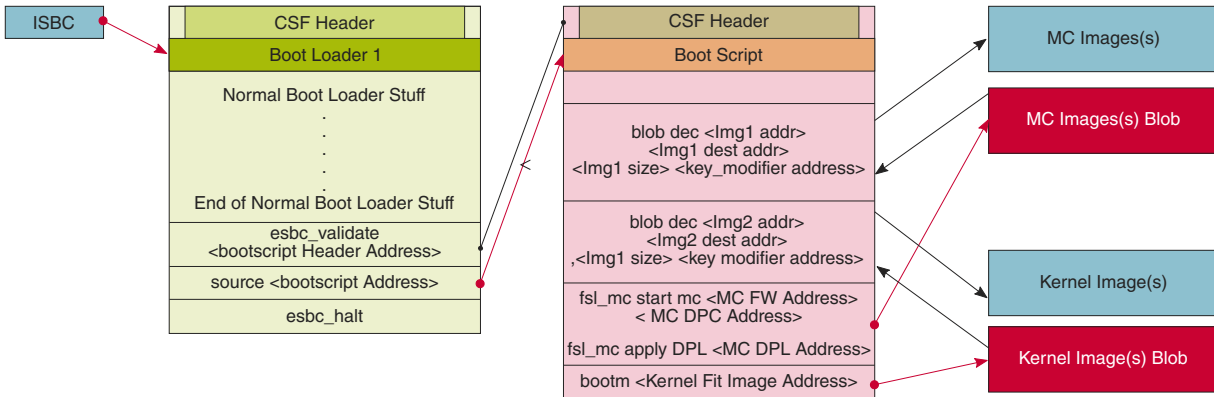 ISBC
CSF Header
Boot Loader 1
Normal Boot Loader Stuff
.
.
.
.
.
End of Normal Boot Loader Stuff
esbc_validate
<bootscript Header Address>
source <bootscript Address>
esbc_halt
CSF Header
Boot Script
blob dec <Img1 addr>
<Img1 dest addr>
<Img1 size> <key_modifier address>
blob dec <Img2 addr>
<Img2 dest addr>
,<Img1 size> <key modifier address>
fsl_mc start mc <MC FW Address>
< MC DPC Address>
fsl_mc apply DPL <MC DPL Address>
bootm <Kernel Fit Image Address>
MC Images(s)
MC Images(s) Blob
Kernel Image(s)
Kernel Image(s) Blob